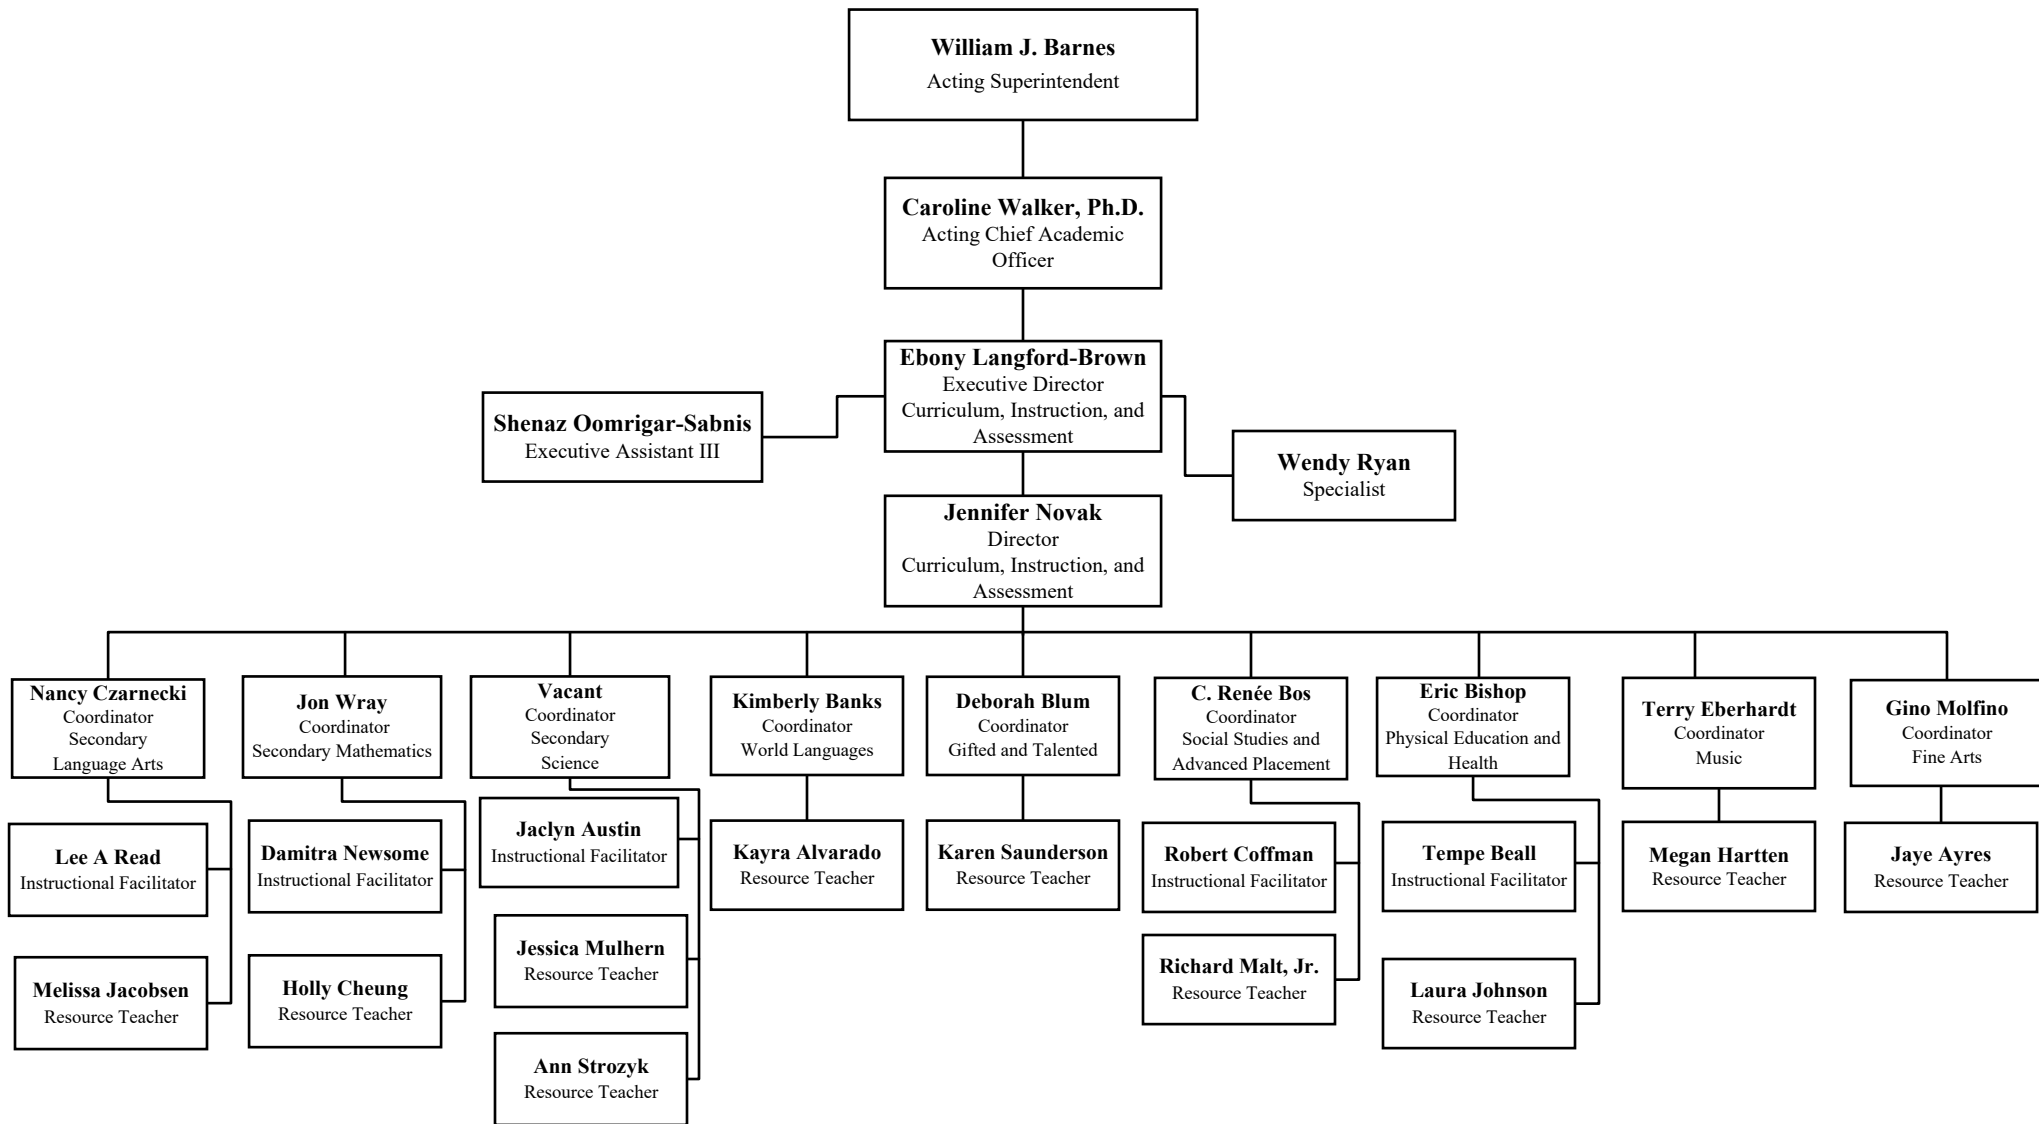 William J. Barnes
Acting Superintendent
Caroline Walker, Ph.D.
Acting Chief Academic
Officer
Ebony Langford-Brown
Executive Director
Curriculum, Instruction, and
Assessment
Shenaz Oomrigar-Sabnis
Executive Assistant III
Wendy Ryan
Specialist
Jennifer Novak
Director
Curriculum, Instruction, and
Assessment
Nancy Czarnecki
Coordinator
Secondary
Language Arts
Jon Wray
Coordinator
Secondary Mathematics
Vacant
Coordinator
Secondary
Science
Kimberly Banks
Coordinator
World Languages
Deborah Blum
Coordinator
Gifted and Talented
C. Renée Bos
Coordinator
Social Studies and
Advanced Placement
Eric Bishop
Coordinator
Physical Education and
Health
Terry Eberhardt
Coordinator
Music
Gino Molfino
Coordinator
Fine Arts
Lee A Read
Instructional Facilitator
Damitra Newsome
Instructional Facilitator
Jaclyn Austin
Instructional Facilitator
Kayra Alvarado
Resource Teacher
Karen Saunderson
Resource Teacher
Robert Coffman
Instructional Facilitator
Tempe Beall
Instructional Facilitator
Megan Hartten
Resource Teacher
Jaye Ayres
Resource Teacher
Melissa Jacobsen
Resource Teacher
Holly Cheung
Resource Teacher
Jessica Mulhern
Resource Teacher
Richard Malt, Jr.
Resource Teacher
Laura Johnson
Resource Teacher
Ann Strozyk
Resource Teacher